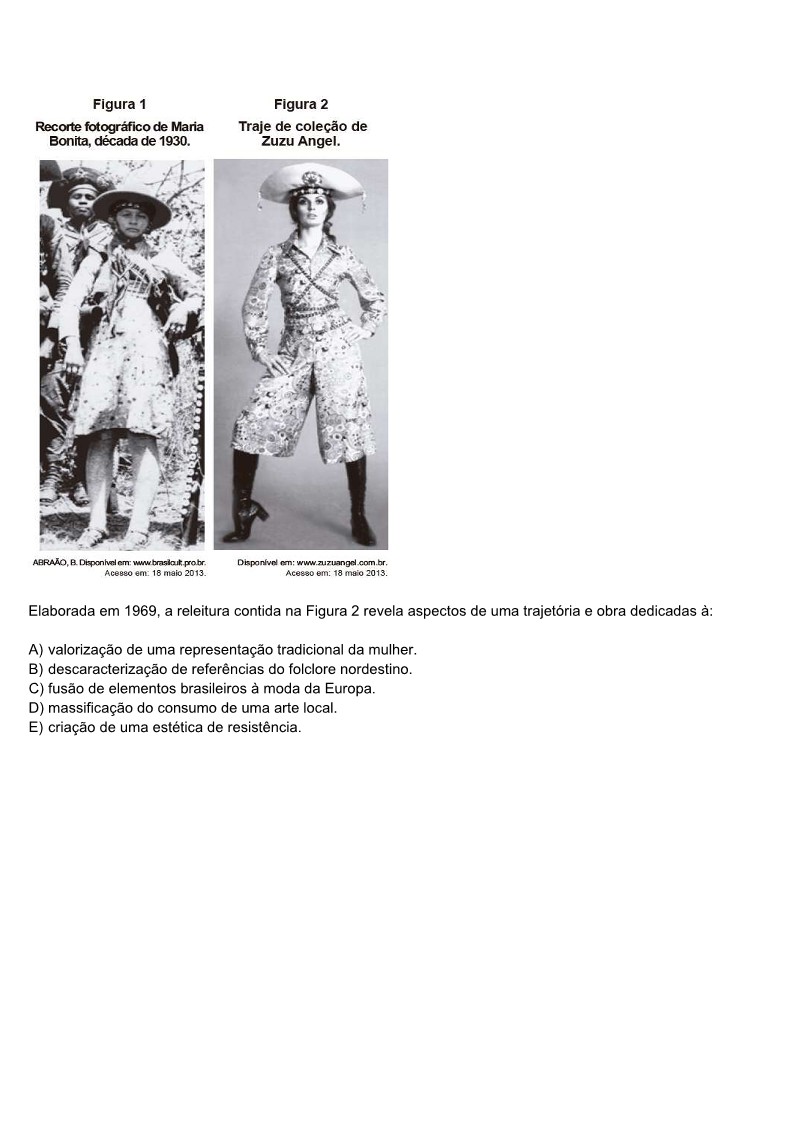 Figura 1
Recorte fotográfico de Maria
Bonita, década de 1930.
ABRAÃO, B. Disponível em: www.brasilcult.pro.br.
Acesso em: 18 maio 2013.
Figura 2
Traje de coleção de
Zuzu Angel.
Disponível em: www.zuzuangel.com.br.
Acesso em: 18 maio 2013.
Elaborada em 1969, a releitura contida na Figura 2 revela aspectos de uma trajetória e obra dedicadas à:
A) valorização de uma representação tradicional da mulher.
B) descaracterização de referências do folclore nordestino.
C) fusão de elementos brasileiros à moda da Europa.
D) massificação do consumo de uma arte local.
E) criação de uma estética de resistência.